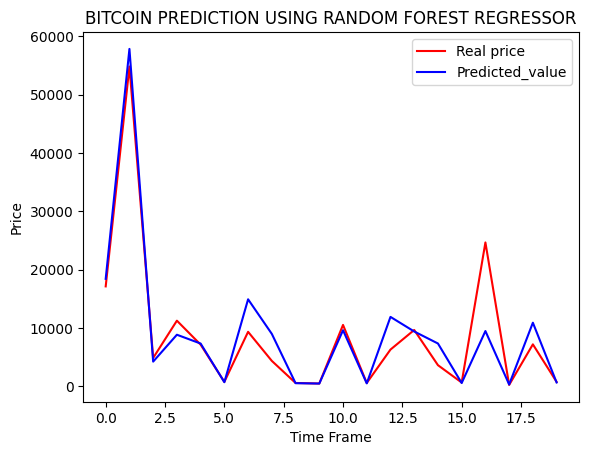 BITCOIN PREDICTION USING RANDOM FOREST REGRESSOR
Real price
Predicted_value
60000
50000
40000
30000
20000
10000
0
Price
0.0 2.5 5.0 7.5 10.0 12.5 15.0 17.5
Time Frame